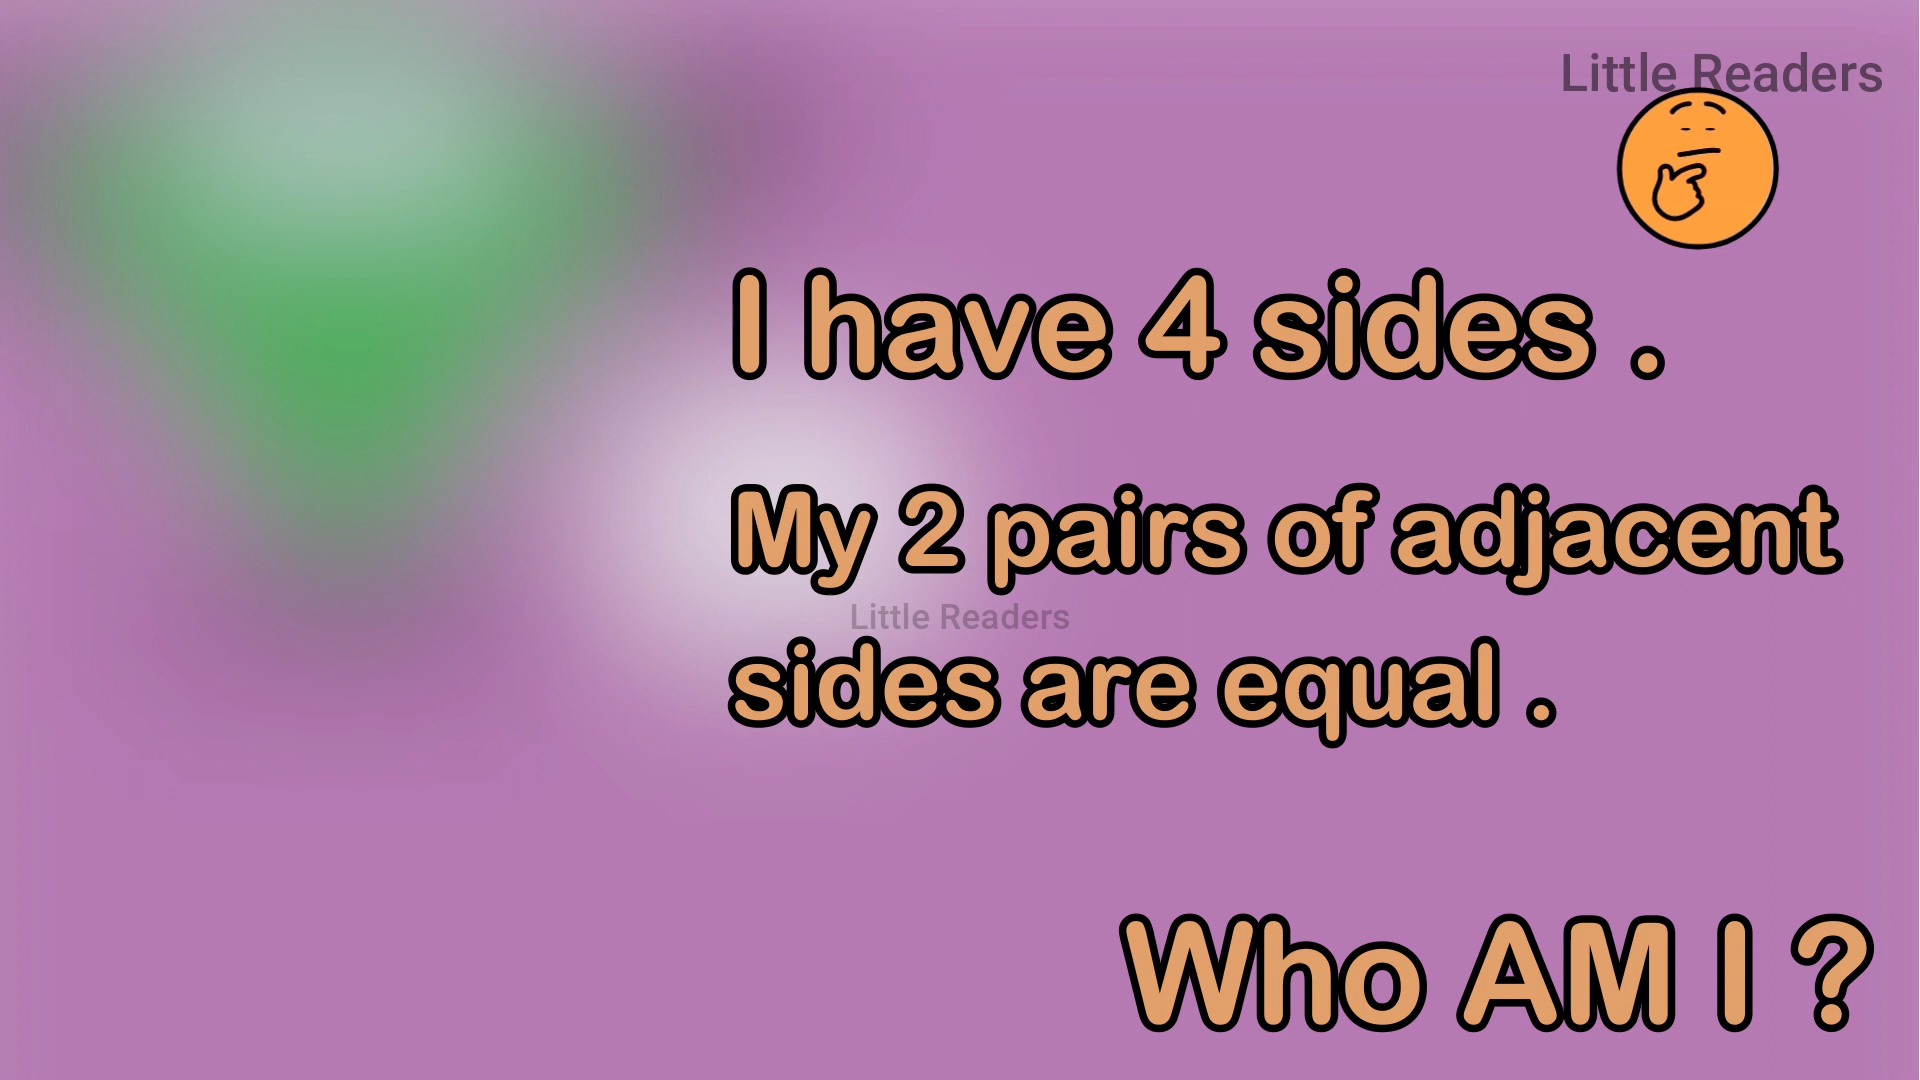 Little Readers
I have 4 sides .
My 2 pairs of adjacent
Little Readers
sides are equal .
Who AM I ?